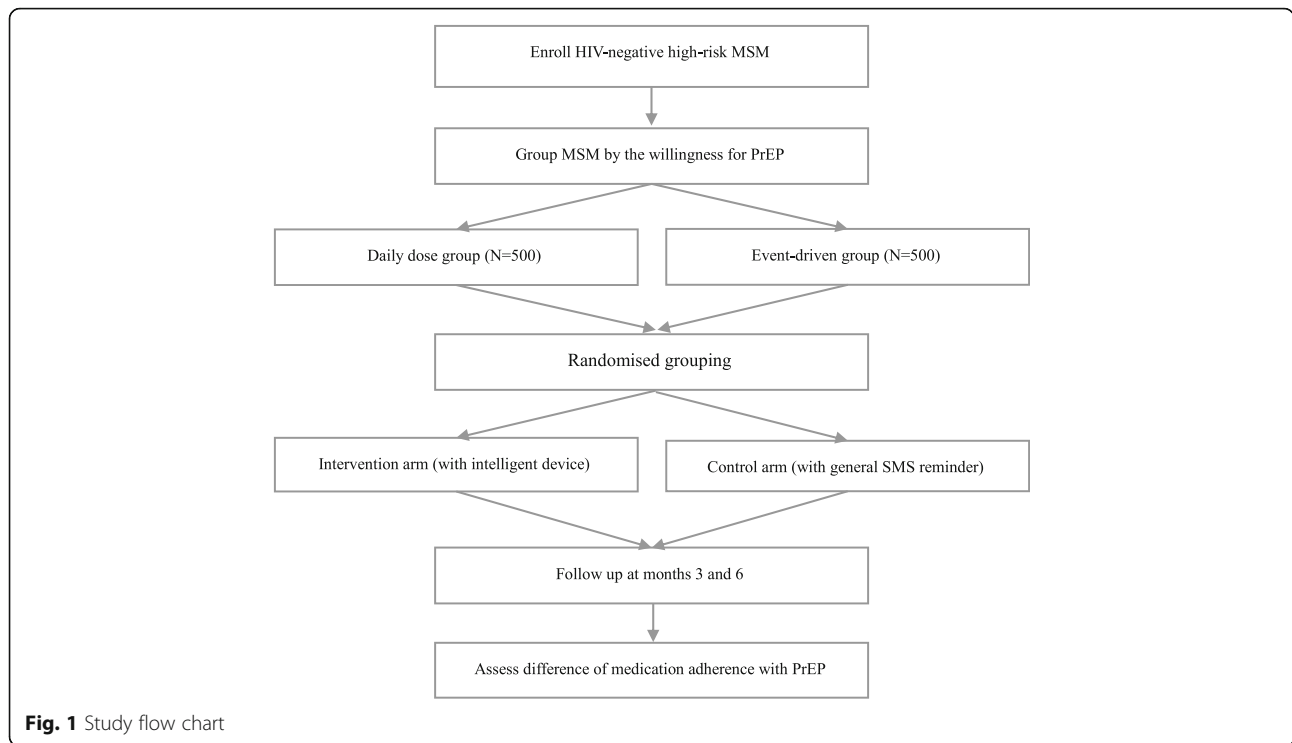 Enroll HIV-negative high-risk MSM
Group MSM by the willingness for PrEP
Daily dose group (N=500)
Event-driven group (N=500)
Randomised grouping
Intervention arm (with intelligent device)
Control arm (with general SMS reminder)
Follow up at months 3 and 6
Assess difference of medication adherence with PrEP
Fig. 1 Study flow chart